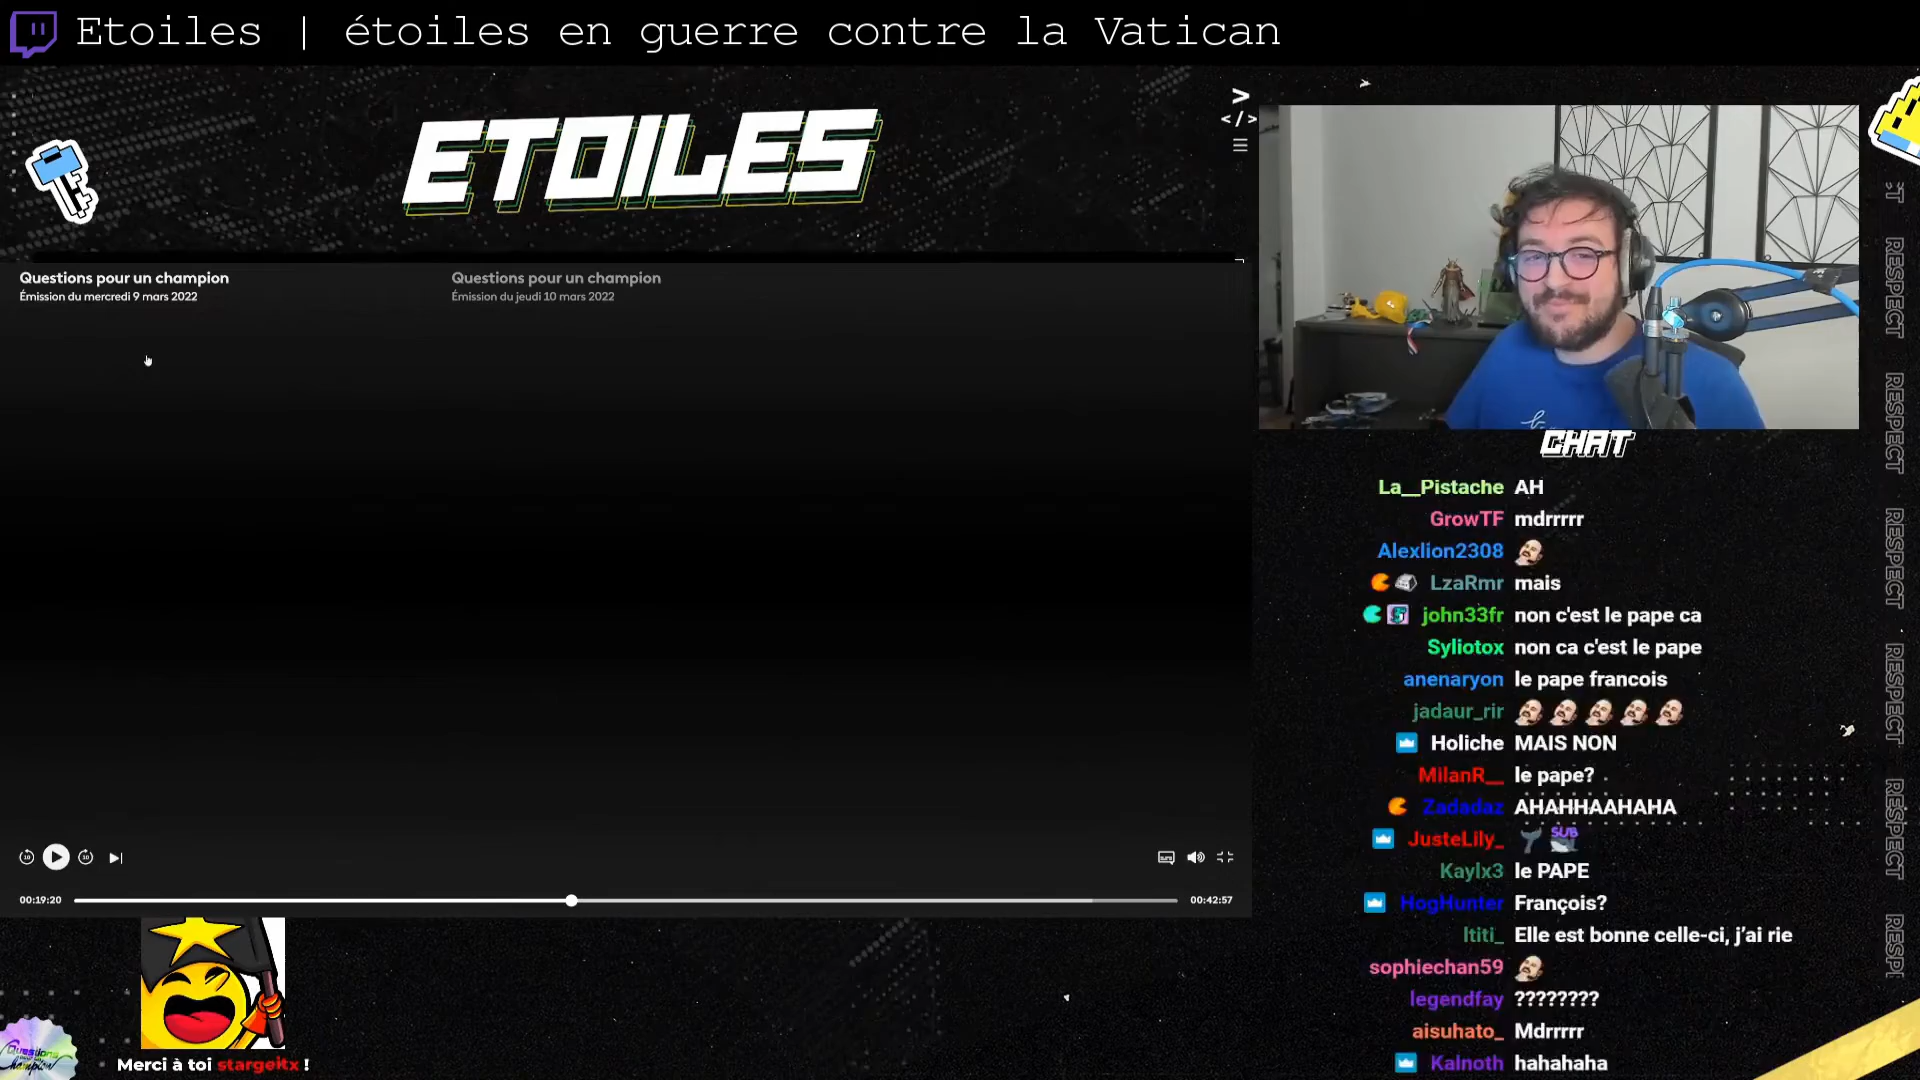 Etoiles | étoiles en guerre contre la Vatican
ETOILES
>
</>
Questions pour un champion
Émission du mercredi 9 mars 2022
Questions pour un champion
Émission du jeudi 10 mars 2022
10
10
00:19:20
00:42:57
CHAT
La__Pistache AH
GrowTF mdrrrrr
Alexlion2308
LzaRmr mais
john33fr non c'est le pape ca
Syliotox non ca c'est le pape
anenaryon le pape francois
jadaur_rir
Holiche MAIS NON
MilanR__ le pape?
Zadadaz AHAHHAAHAHA
JusteLily_ SUB
Kaylx3 le PAPE
HogHunter François?
ltiti_ Elle est bonne celle-ci, j'ai rie
sophiechan59
legendfay ????????
aisuhato_ Mdrrrrr
Kalnoth hahahaha
RESPECT
RESPECT
RESPECT
RESPECT
RESPECT
Questions
Champion
Merci à toi stargeitx !